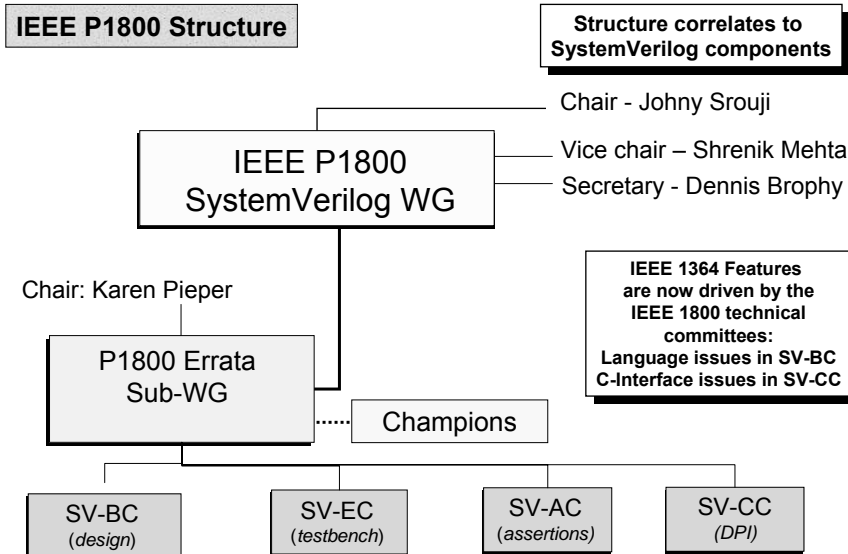 IEEE P1800 Structure
Structure correlates to
SystemVerilog components
Chair - Johny Srouji
IEEE P1800
SystemVerilog WG
Vice chair – Shrenik Mehta
Secretary - Dennis Brophy
IEEE 1364 Features
are now driven by the
IEEE 1800 technical
committees:
Language issues in SV-BC
C-Interface issues in SV-CC
Chair: Karen Pieper
P1800 Errata
Sub-WG
Champions
SV-BC
(design)
SV-EC
(testbench)
SV-AC
(assertions)
SV-CC
(DPI)